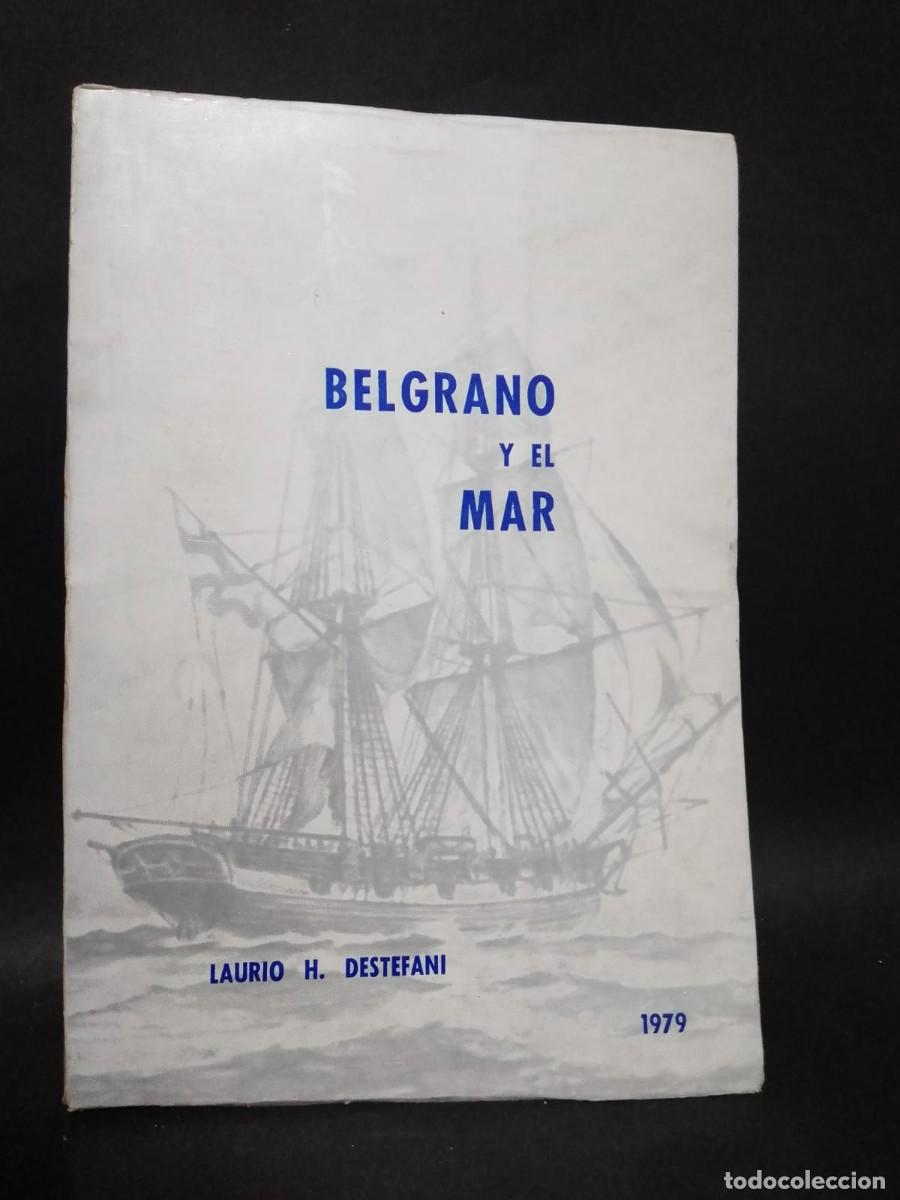 BELGRANO
Y EL
MAR
LAURIO H. DESTEFANI
1979
todocoleccion